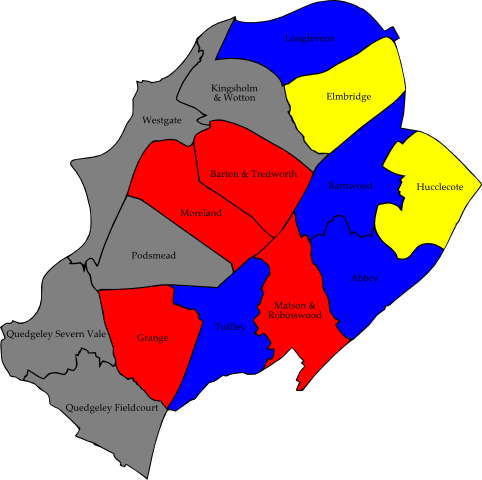 Longlevens
Kingsholm
& Wotton
Elmbridge
Westgate
Barton & Tredworth
Barnwood
Hucclecote
Moreland
Podsmead
Abbey
Matson &
Robinswood
Tuffley
Quedgeley Severn Vale
Grange
Quedgeley Fieldcourt